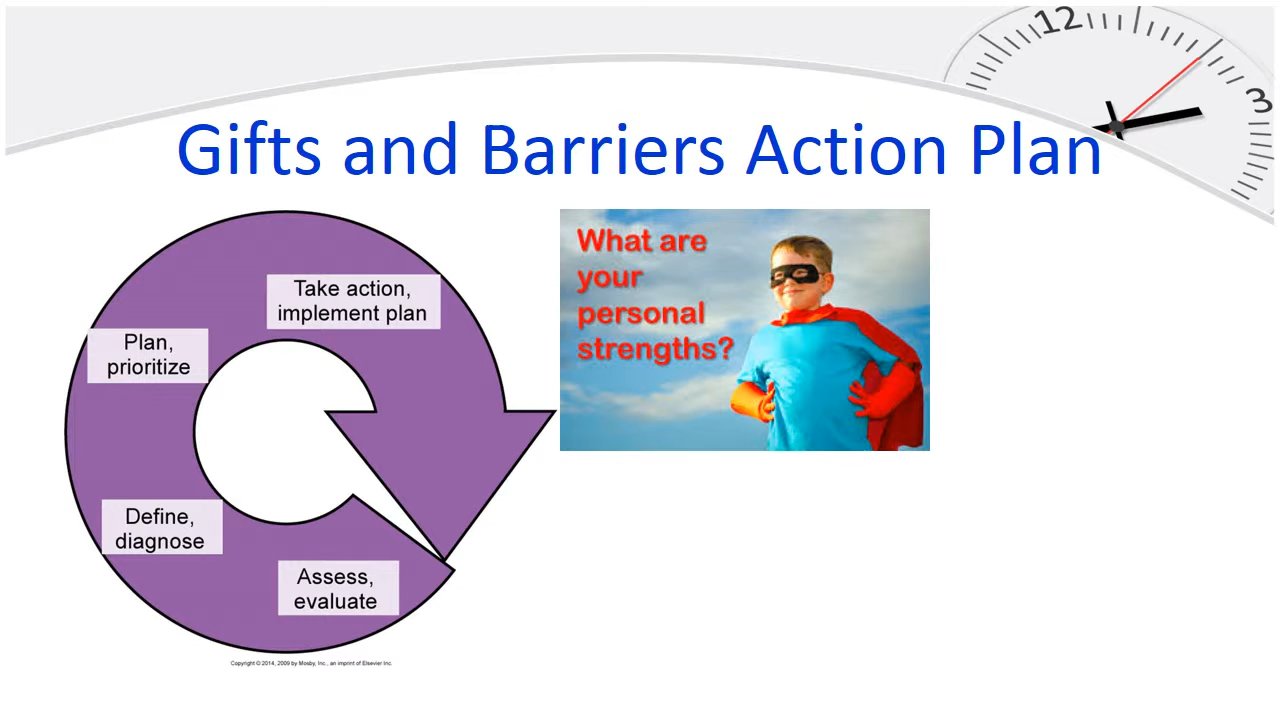 12
3
Gifts and Barriers Action Plan
Take action,
implement plan
Plan,
prioritize
Define,
diagnose
Assess,
evaluate
Copyright © 2014, 2009 by Mosby, Inc., an imprint of Elsevier Inc.
What are
your
personal
strengths?